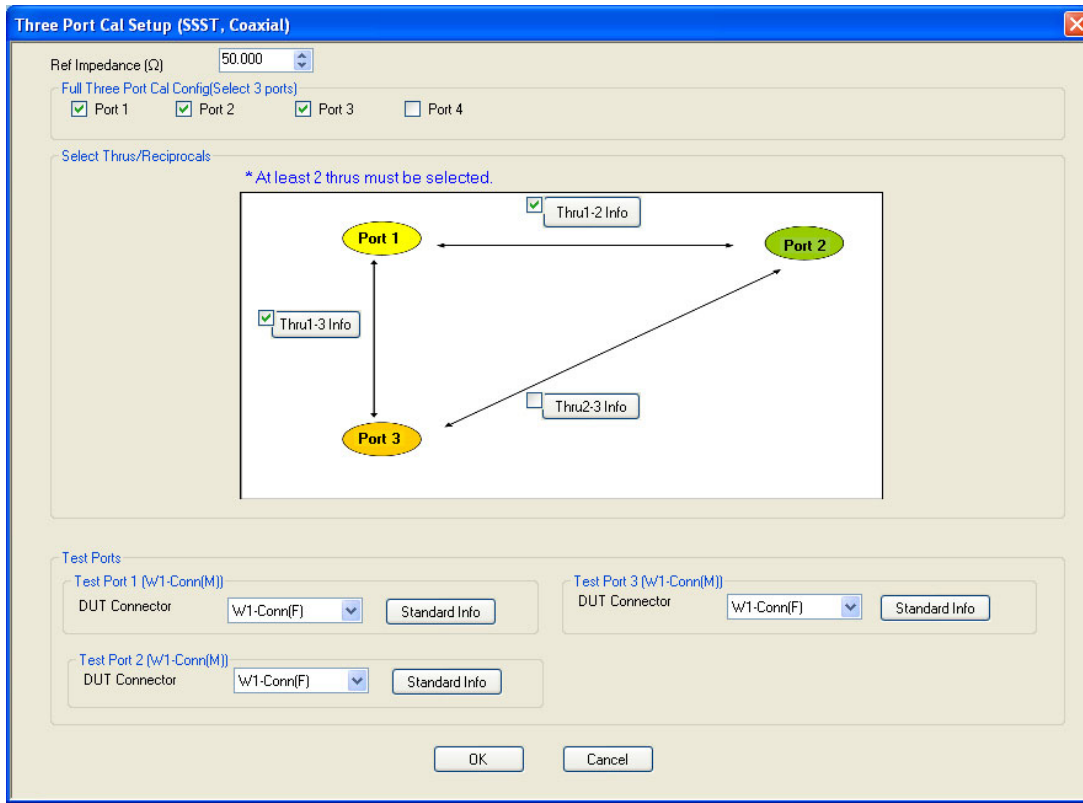 Three Port Cal Setup (SSST, Coaxial)
Ref Impedance (Ω) 50.000
Full Three Port Cal Config(Select 3 ports)
Port 1 Port 2 Port 3 Port 4
Select Thrus/Reciprocals
* At least 2 thrus must be selected.
Thru1-2 Info
Port 1
Port 2
Thru1-3 Info
Thru2-3 Info
Port 3
Test Ports
Test Port 1 (W1-Conn(M))
DUT Connector W1-Conn(F) Standard Info
Test Port 3 (W1-Conn(M))
DUT Connector W1-Conn(F) Standard Info
Test Port 2 (W1-Conn(M))
DUT Connector W1-Conn(F) Standard Info
OK Cancel